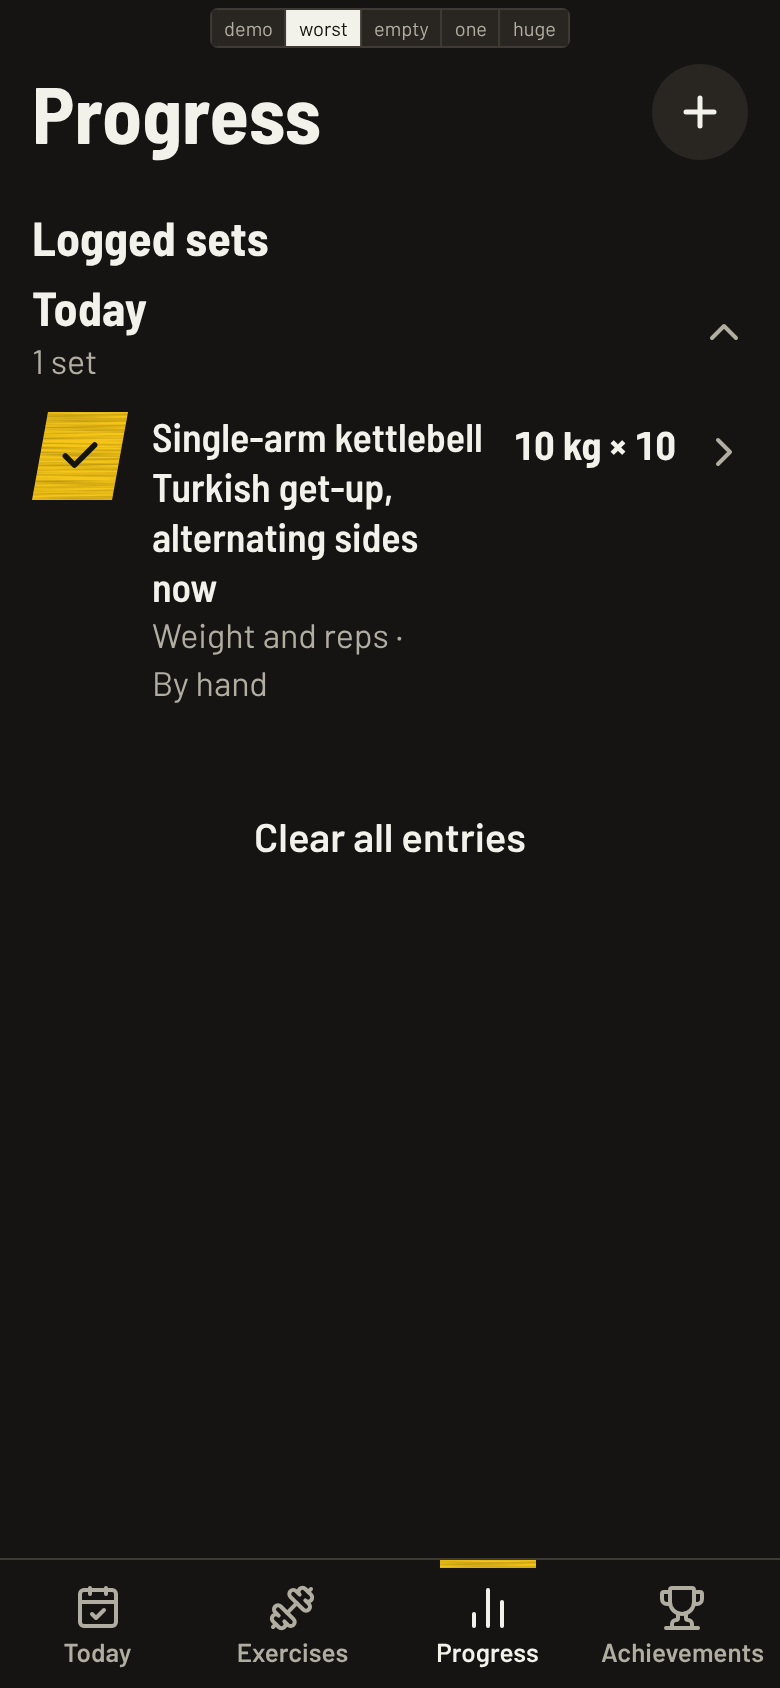 demo worst empty one huge
Progress
Logged sets
Today
1 set
Single-arm kettlebell 10 kg × 10
Turkish get-up,
alternating sides
now
Weight and reps ·
By hand
Clear all entries
Today Exercises Progress Achievements